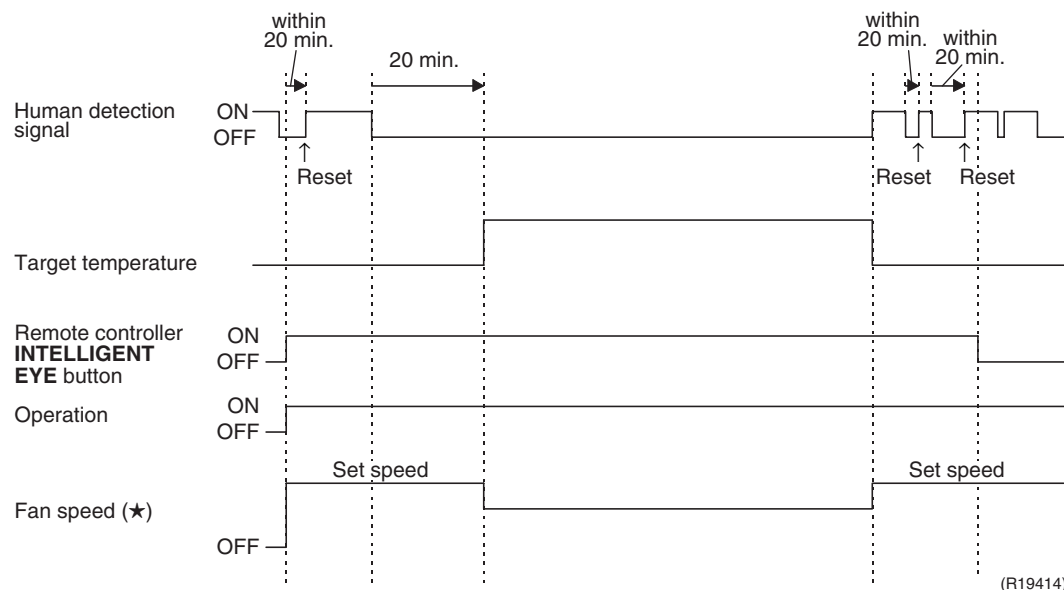 within
20 min.
20 min.
within
20 min.
within
20 min.
Human detection
signal
ON
OFF
Reset
Reset
Reset
Target temperature
Remote controller
INTELLIGENT
EYE button
ON
OFF
Operation
ON
OFF
Set speed
Set speed
Fan speed (★)
OFF
(R19414)